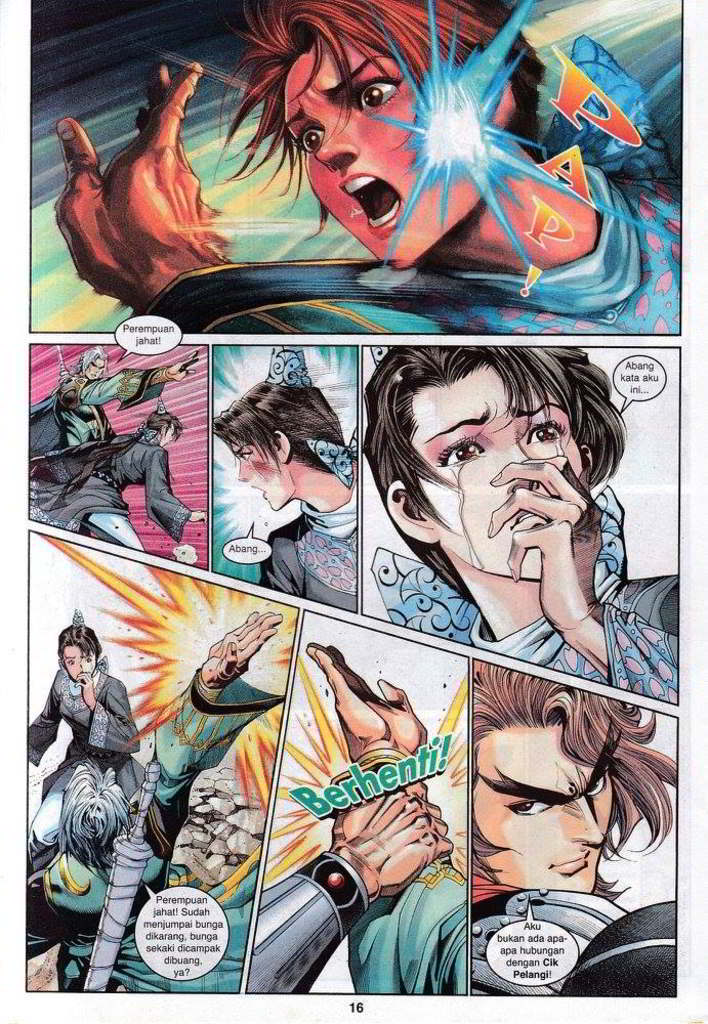 PAP!
Perempuan
jahat!
Abang...
Abang
kata aku
ini...
Perempuan
jahat! Sudah
menjumpai bunga
dikarang, bunga
sekaki dicampak
dibuang,
ya?
Berhenti!
Aku
bukan ada apa-
apa hubungan
dengan Cik
Pelangi!
16